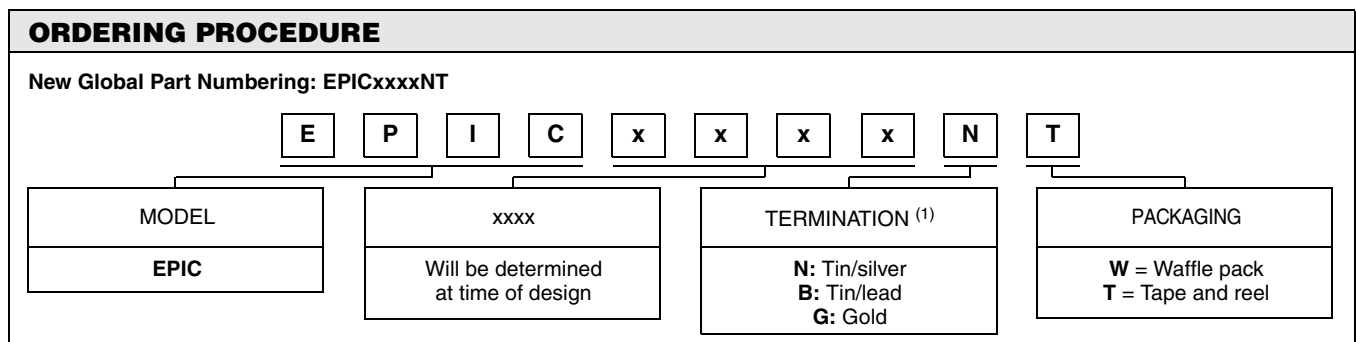 ORDERING PROCEDURE
New Global Part Numbering: EPICxxxxNT
E P I C x x x x N T
MODEL
EPIC
xxxx
Will be determined
at time of design
TERMINATION (1)
N: Tin/silver
B: Tin/lead
G: Gold
PACKAGING
W = Waffle pack
T = Tape and reel